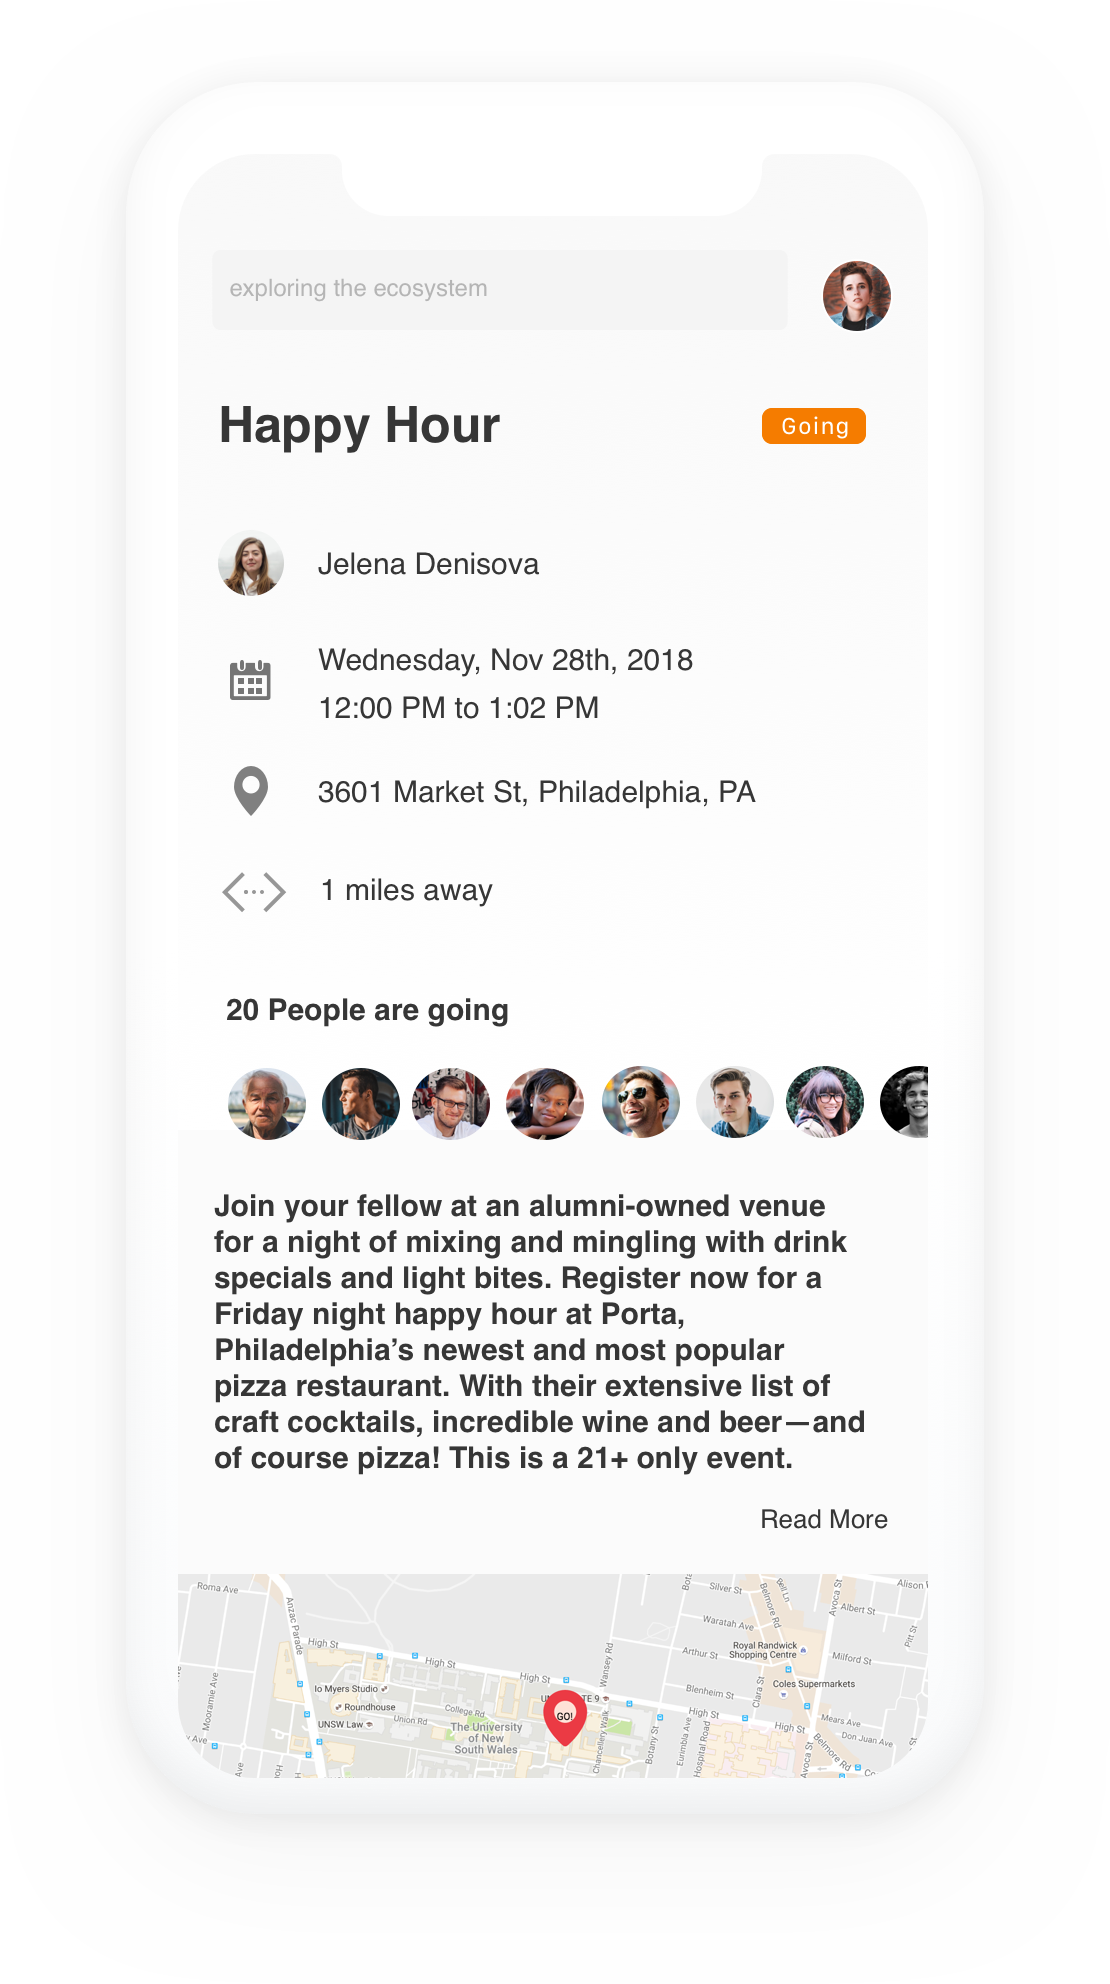 exploring the ecosystem
Happy Hour
Going
Jelena Denisova
Wednesday, Nov 28th, 2018
12:00 PM to 1:02 PM
3601 Market St, Philadelphia, PA
1 miles away
20 People are going
Join your fellow at an alumni-owned venue
for a night of mixing and mingling with drink
specials and light bites. Register now for a
Friday night happy hour at Porta,
Philadelphia’s newest and most popular
pizza restaurant. With their extensive list of
craft cocktails, incredible wine and beer—and
of course pizza! This is a 21+ only event.
Read More
Roma Ave
Anzac Parade
Silver St
Bell Ln
Belmore Rd
Avoca St
Alison
Albert St
Pitt St
Waratah Ave
High St
High St
High St
Wansey Rd
Arthur St
Royal Randwick
Shopping Centre
Milford St
Mooramie Ave
Io Myers Studio
Roundhouse
UNSW Law
Union Rd
College Rd
The University
of New
South Wales
TE 9
GO!
Chancellery Walk
Botany St
Blenheim St
Clara St
Coles Supermarkets
High St
High St
Eurimbla Ave
Hospital Road
Mears Ave
Don Juan Ave
Belmore Rd
Avoca St
Ave
Ave